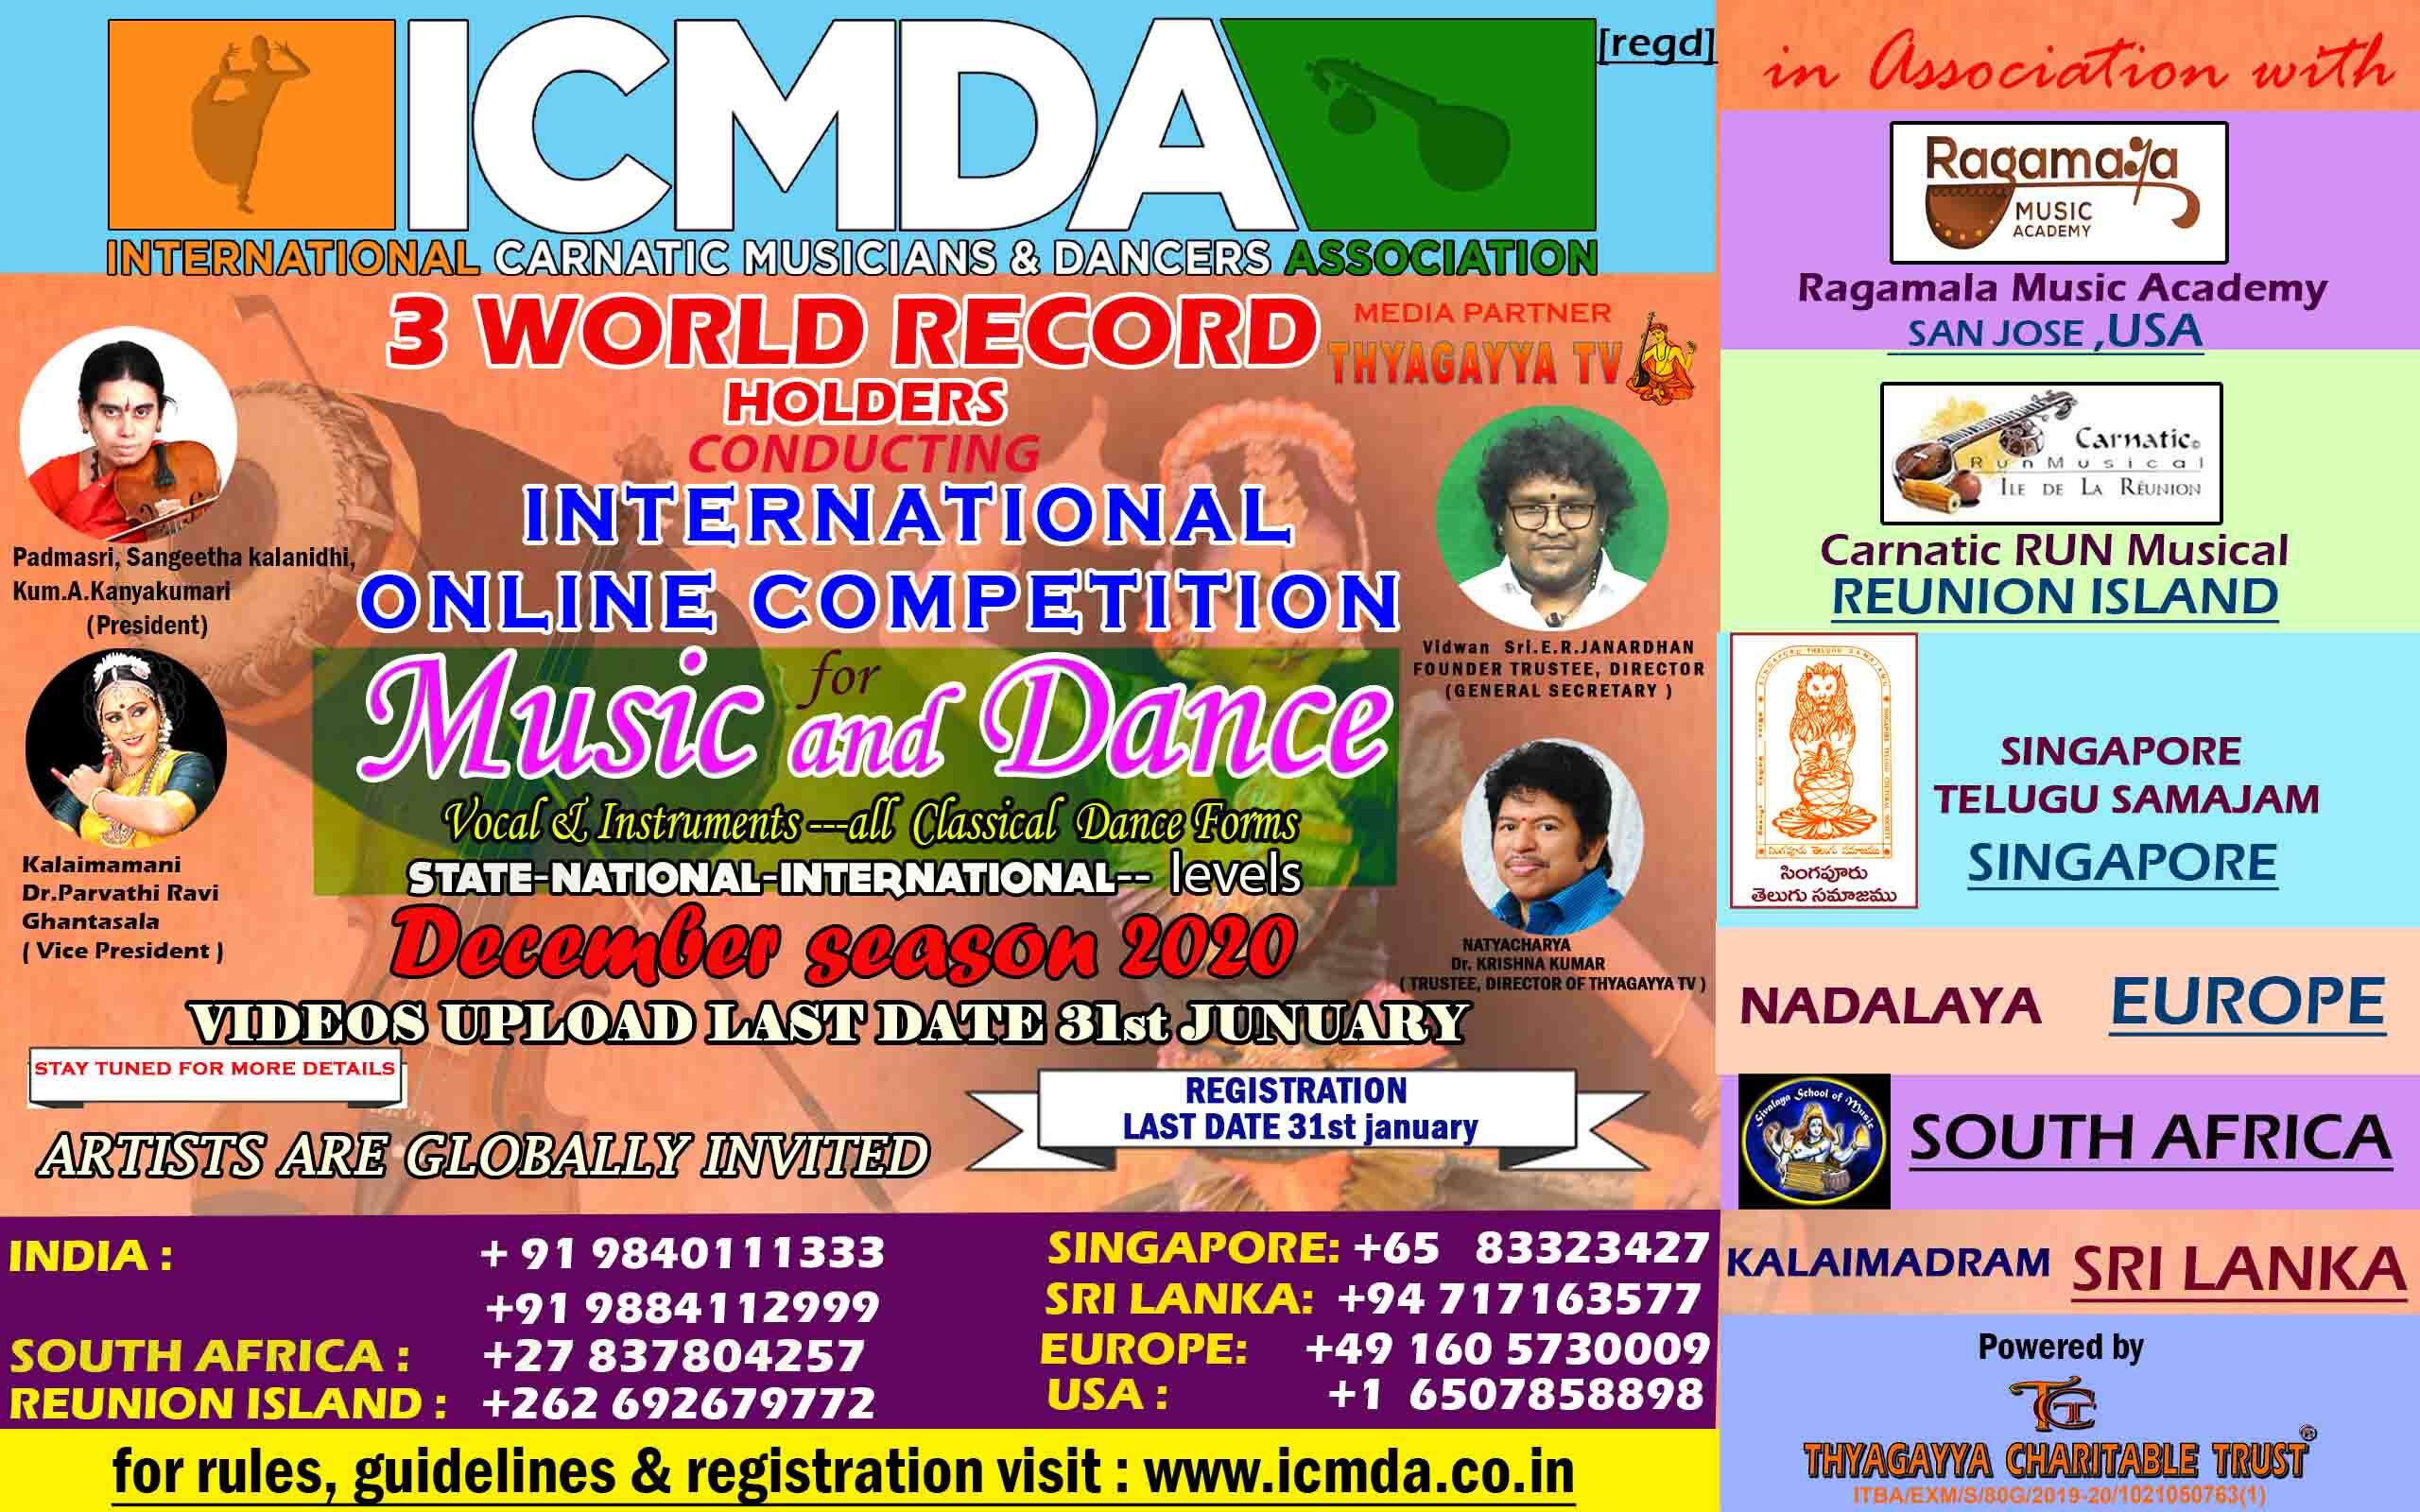 ICMDA
[regd]
INTERNATIONAL CARNATIC MUSICIANS & DANCERS ASSOCIATION
3 WORLD RECORD
HOLDERS
CONDUCTING
INTERNATIONAL
ONLINE COMPETITION
for
Music and Dance
Vocal & Instruments ---all Classical Dance Forms
STATE-NATIONAL-INTERNATIONAL-- levels
December season 2020
VIDEOS UPLOAD LAST DATE 31st JUNUARY
MEDIA PARTNER
THYAGAYYA TV
Padmasri, Sangeetha kalanidhi,
Kum.A.Kanyakumari
(President)
Kalaimamani
Dr.Parvathi Ravi
Ghantasala
( Vice President )
Vidwan Sri.E.R.JANARDHAN
FOUNDER TRUSTEE, DIRECTOR
(GENERAL SECRETARY )
NATYACHARYA
Dr. KRISHNA KUMAR
( TRUSTEE, DIRECTOR OF THYAGAYYA TV )
STAY TUNED FOR MORE DETAILS
REGISTRATION
LAST DATE 31st january
ARTISTS ARE GLOBALLY INVITED
INDIA : + 91 9840111333
+91 9884112999
SOUTH AFRICA : +27 837804257
REUNION ISLAND : +262 692679772
SINGAPORE: +65 83323427
SRI LANKA: +94 717163577
EUROPE: +49 160 5730009
USA : +1 6507858898
for rules, guidelines & registration visit : www.icmda.co.in
in Association with
Ragamala
MUSIC
ACADEMY
Ragamala Music Academy
SAN JOSE ,USA
Carnatic
Run Musical
ILE DE LA RÉUNION
Carnatic RUN Musical
REUNION ISLAND
సింగపూరు
తెలుగు సమాజము
SINGAPORE
TELUGU SAMAJAM
SINGAPORE
NADALAYA EUROPE
Sivalaya School of Music
SOUTH AFRICA
KALAIMADRAM SRI LANKA
Powered by
TCT
THYAGAYYA CHARITABLE TRUST
ITBA/EXM/S/80G/2019-20/1021050763(1)